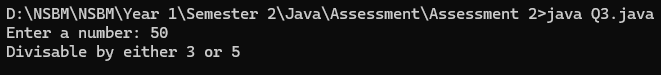 D:\NSBM\NSBM\Year 1\Semester 2\Java\Assessment\Assessment 2>java Q3.java
Enter a number: 50
Divisable by either 3 or 5